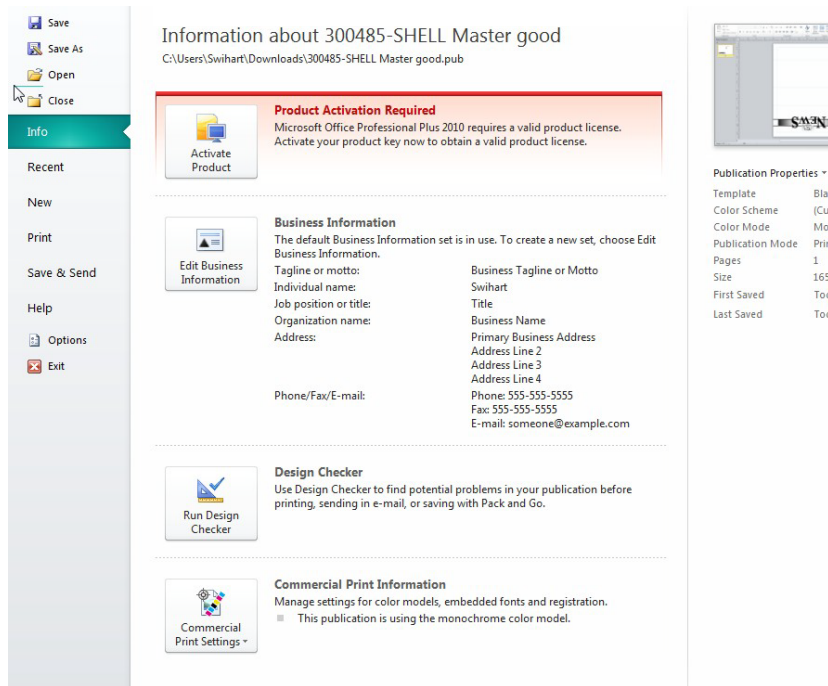 Save
Save As
Open
Close
Info
Recent
New
Print
Save & Send
Help
Options
Exit
Information about 300485-SHELL Master good
C:\Users\Swihart\Downloads\300485-SHELL Master good.pub
Activate
Product
Product Activation Required
Microsoft Office Professional Plus 2010 requires a valid product license.
Activate your product key now to obtain a valid product license.
Edit Business
Information
Business Information
The default Business Information set is in use. To create a new set, choose Edit
Business Information.
Tagline or motto: Business Tagline or Motto
Individual name: Swihart
Job position or title: Title
Organization name: Business Name
Address: Primary Business Address
Address Line 2
Address Line 3
Address Line 4
Phone/Fax/E-mail: Phone: 555-555-5555
Fax: 555-555-5555
E-mail: someone@example.com
Run Design
Checker
Design Checker
Use Design Checker to find potential problems in your publication before
printing, sending in e-mail, or saving with Pack and Go.
Commercial
Print Settings
Commercial Print Information
Manage settings for color models, embedded fonts and registration.
This publication is using the monochrome color model.
NEWS
Publication Properties
Template Bla
Color Scheme (Cu
Color Mode Mo
Publication Mode Prin
Pages 1
Size 165
First Saved Too
Last Saved Too